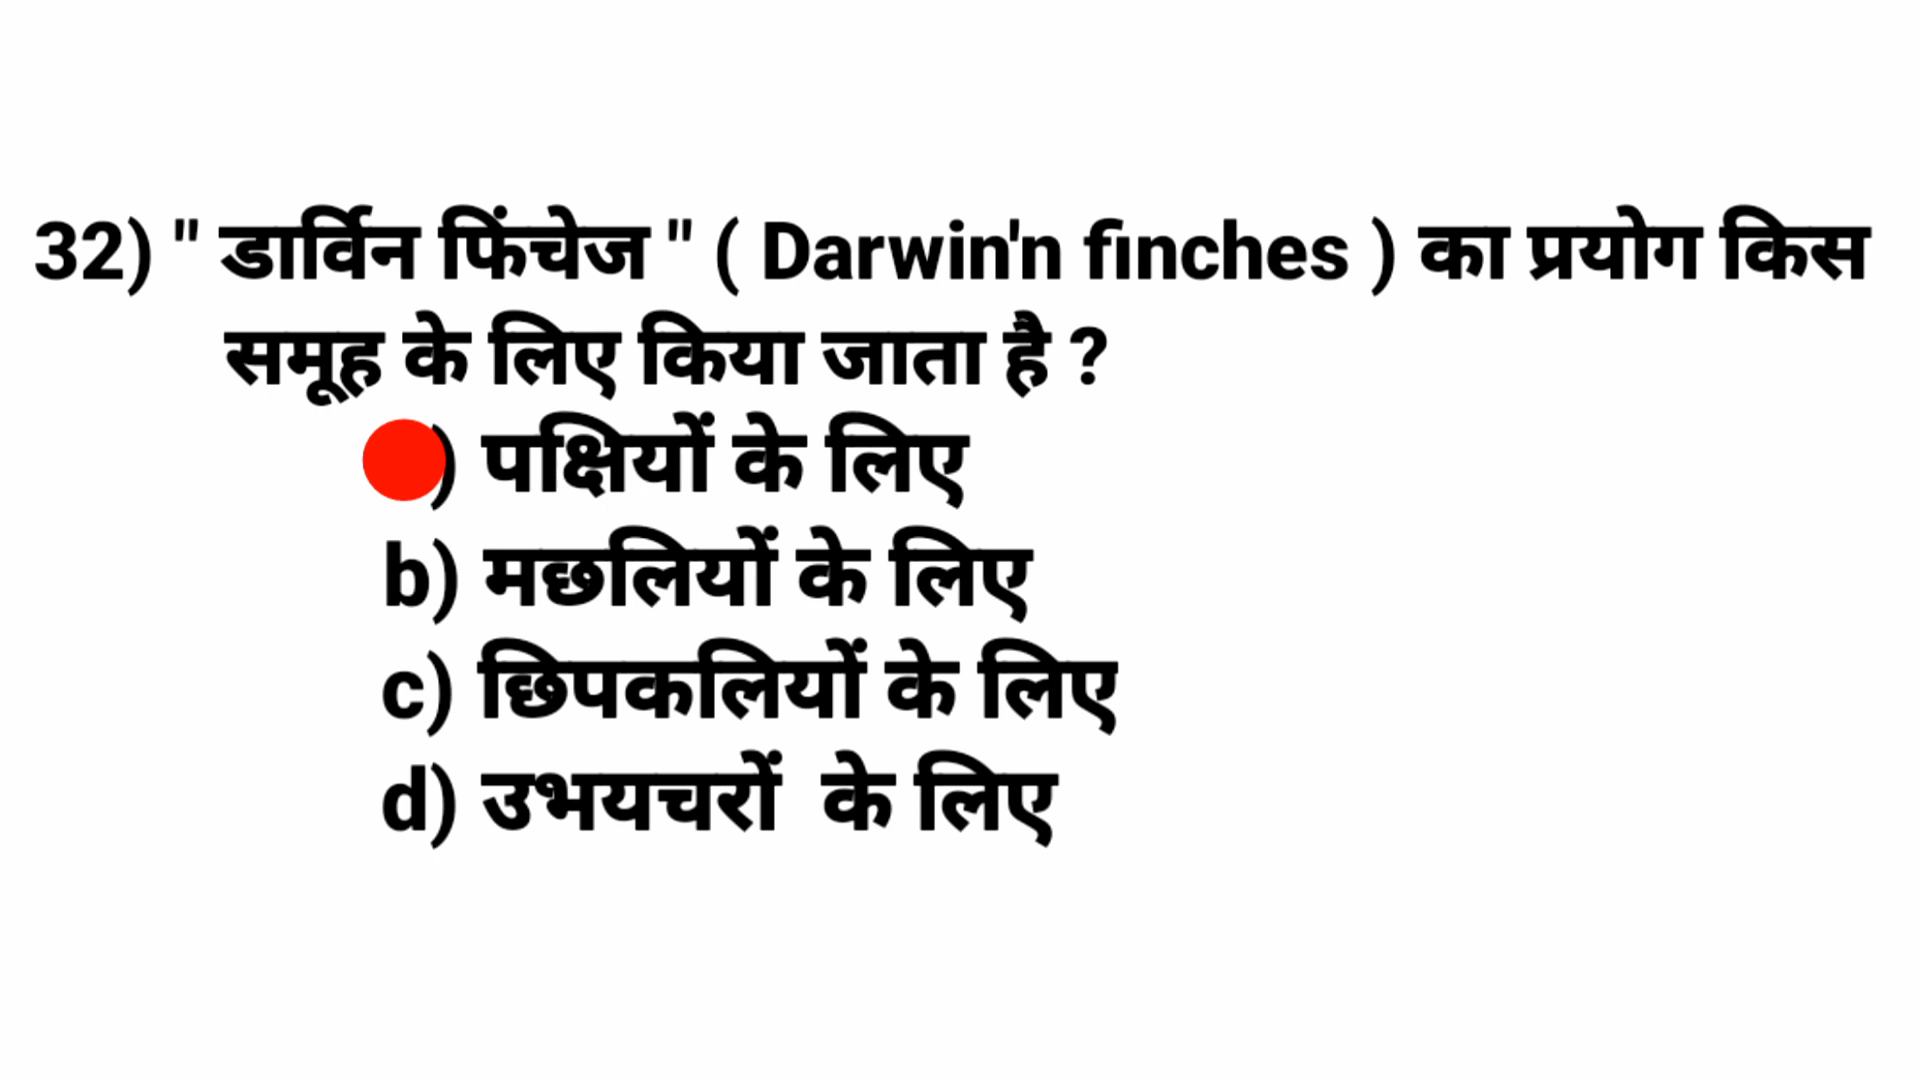 32) " डार्विन फिंचेज " ( Darwin'n finches ) का प्रयोग किस
समूह के लिए किया जाता है ?
) पक्षियों के लिए
b) मछलियों के लिए
c) छिपकलियों के लिए
d) उभयचरों के लिए